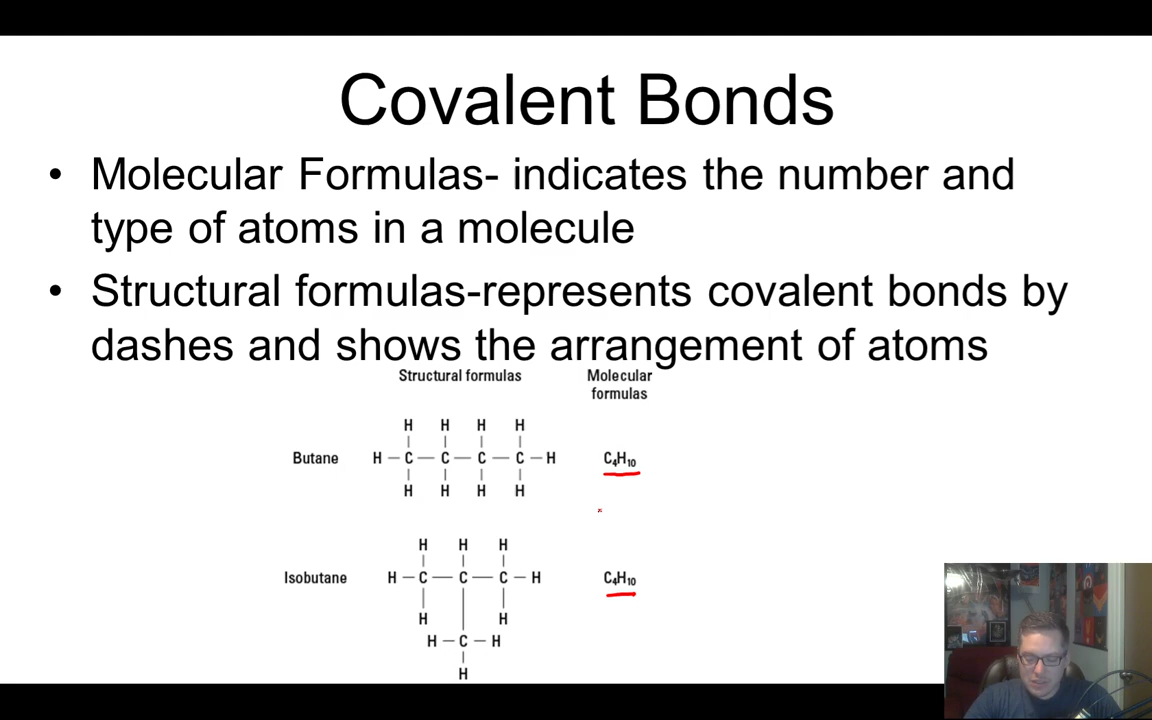 Covalent Bonds
• Molecular Formulas- indicates the number and
type of atoms in a molecule
• Structural formulas-represents covalent bonds by
dashes and shows the arrangement of atoms
Structural formulas Molecular
formulas
H H H H
Butane H – C — C — C — C – H C₄H₁₀
H H H H
H H H
Isobutane H – C — C — C – H C₄H₁₀
H H
H – C – H
H